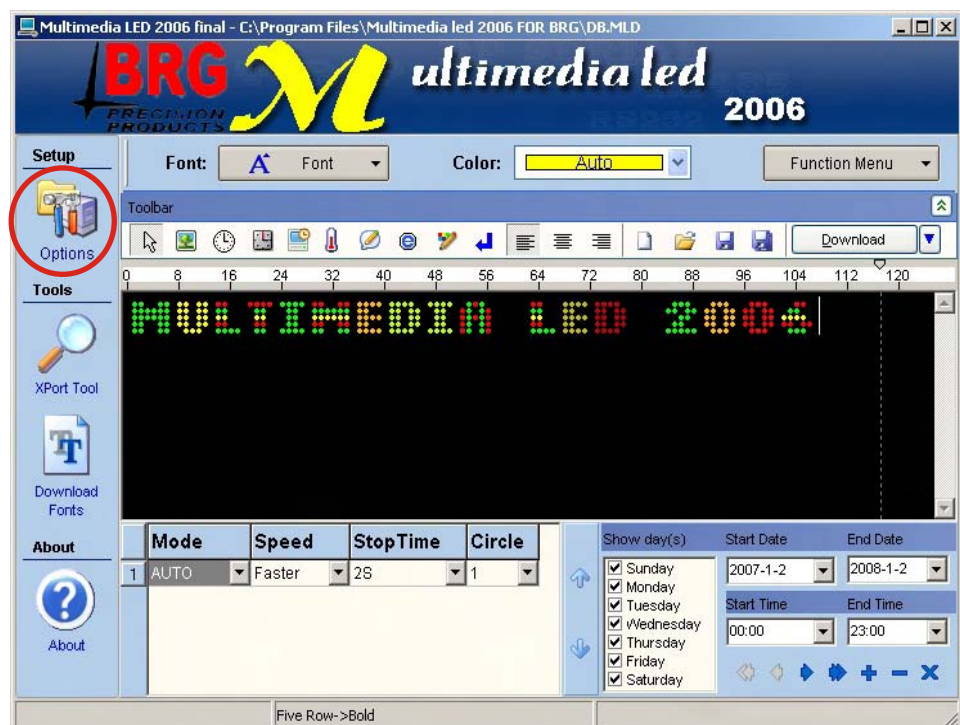 Multimedia LED 2006 final - C:\Program Files\Multimedia led 2006 FOR BRG\DB.MLD
BRG
PRECISION
PRODUCTS
Multimedia led
2006
Setup
Font: A Font
Color: Auto
Function Menu
Toolbar
Options
Download
0 8 16 24 32 40 48 56 64 72 80 88 96 104 112 120
Tools
MULTIMEDIA LED 2006
XPort Tool
Download
Fonts
About
About
Mode Speed StopTime Circle
1 AUTO Faster 2S 1
Show day(s)
Sunday
Monday
Tuesday
Wednesday
Thursday
Friday
Saturday
Start Date End Date
2007-1-2 2008-1-2
Start Time End Time
00:00 23:00
Five Row->Bold